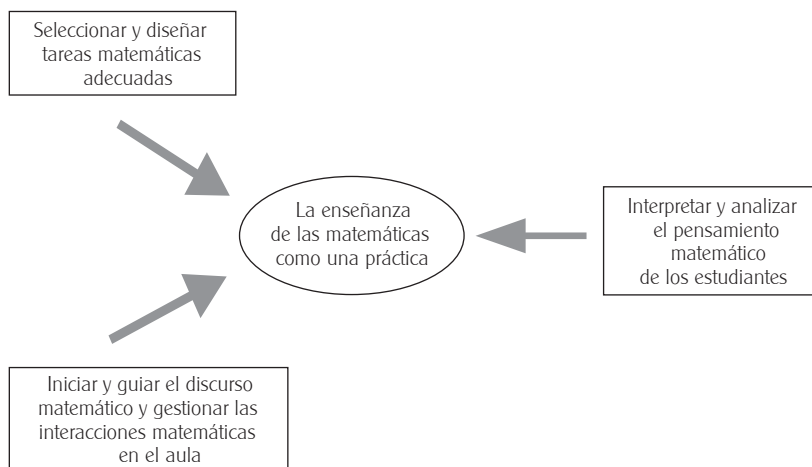 Seleccionar y diseñar
tareas matemáticas
adecuadas
La enseñanza
de las matemáticas
como una práctica
Interpretar y analizar
el pensamiento
matemático
de los estudiantes
Iniciar y guiar el discurso
matemático y gestionar las
interacciones matemáticas
en el aula